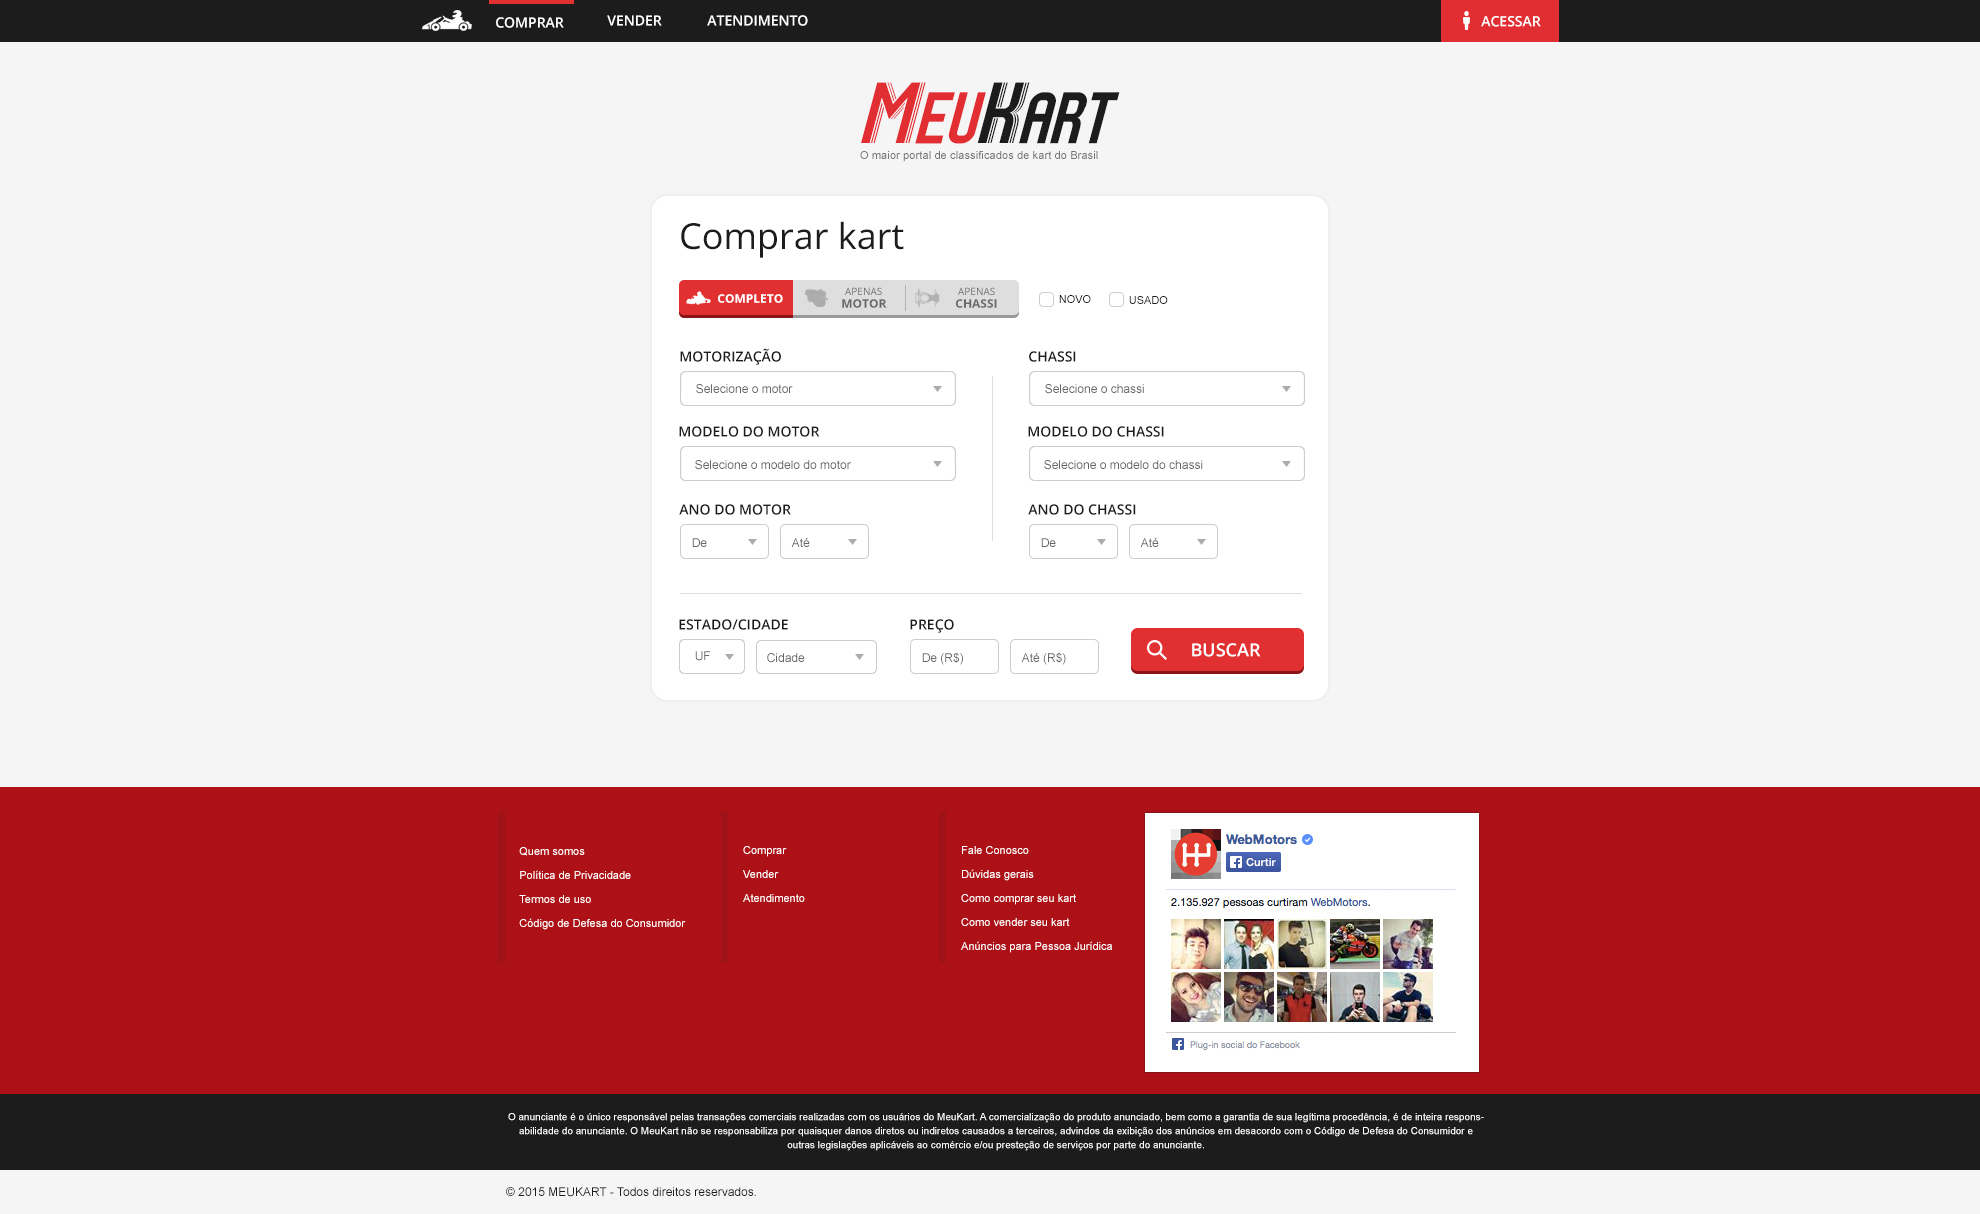 COMPRAR
VENDER
ATENDIMENTO
ACESSAR
MEUKART
O maior portal de classificados de kart do Brasil
Comprar kart
COMPLETO
APENAS
MOTOR
APENAS
CHASSI
NOVO
USADO
MOTORIZAÇÃO
Selecione o motor
CHASSI
Selecione o chassi
MODELO DO MOTOR
Selecione o modelo do motor
MODELO DO CHASSI
Selecione o modelo do chassi
ANO DO MOTOR
De
Até
ANO DO CHASSI
De
Até
ESTADO/CIDADE
UF
Cidade
PREÇO
De (R$)
Até (R$)
BUSCAR
Quem somos
Política de Privacidade
Termos de uso
Código de Defesa do Consumidor
Comprar
Vender
Atendimento
Fale Conosco
Dúvidas gerais
Como comprar seu kart
Como vender seu kart
Anúncios para Pessoa Jurídica
WebMotors
Curtir
2.135.927 pessoas curtiram WebMotors.
Plug-in social do Facebook
O anunciante é o único responsável pelas transações comerciais realizadas com os usuários do MeuKart. A comercialização do produto anunciado, bem como a garantia de sua legítima procedência, é de inteira respons-
abilidade do anunciante. O MeuKart não se responsabiliza por quaisquer danos diretos ou indiretos causados a terceiros, advindos da exibição dos anúncios em desacordo com o Código de Defesa do Consumidor e
outras legislações aplicáveis ao comércio e/ou presteção de serviços por parte do anunciante.
© 2015 MEUKART - Todos direitos reservados.